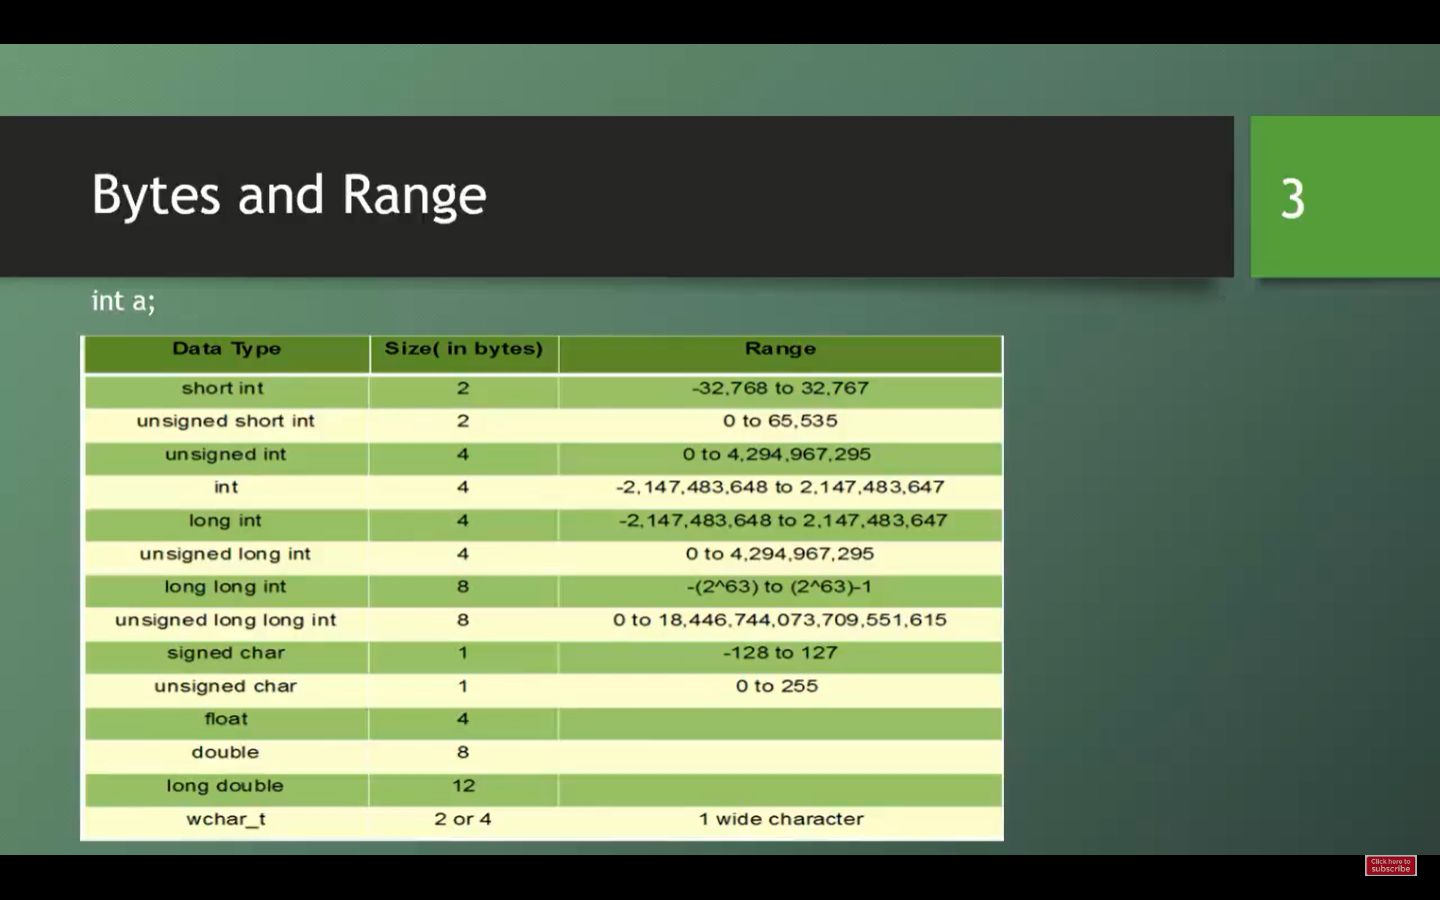 Bytes and Range
3
int a;
Data Type Size( in bytes) Range
short int 2 -32,768 to 32,767
unsigned short int 2 0 to 65,535
unsigned int 4 0 to 4,294,967,295
int 4 -2,147,483,648 to 2,147,483,647
long int 4 -2,147,483,648 to 2,147,483,647
unsigned long int 4 0 to 4,294,967,295
long long int 8 -(2^63) to (2^63)-1
unsigned long long int 8 0 to 18,446,744,073,709,551,615
signed char 1 -128 to 127
unsigned char 1 0 to 255
float 4
double 8
long double 12
wchar_t 2 or 4 1 wide character
Click here to
subscribe